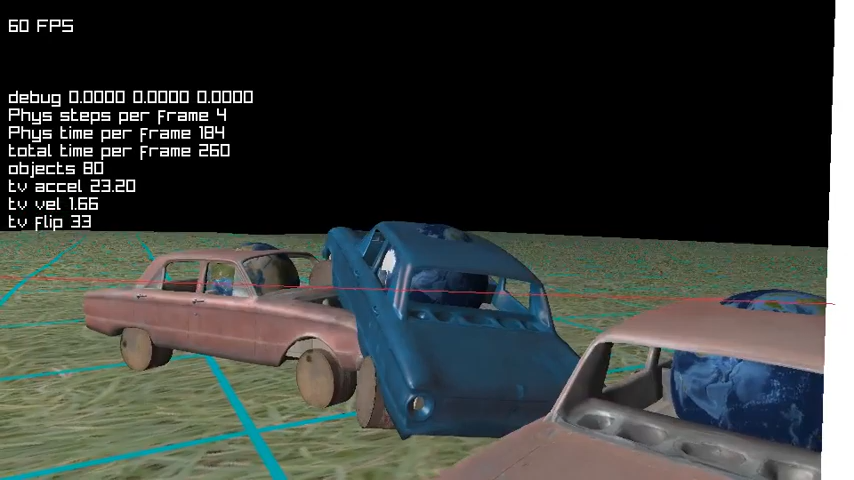 60 FPS
debug 0.0000 0.0000 0.0000
Phys steps per frame 4
Phys time per frame 184
total time per frame 260
objects 80
tv accel 23.20
tv vel 1.66
tv flip 33